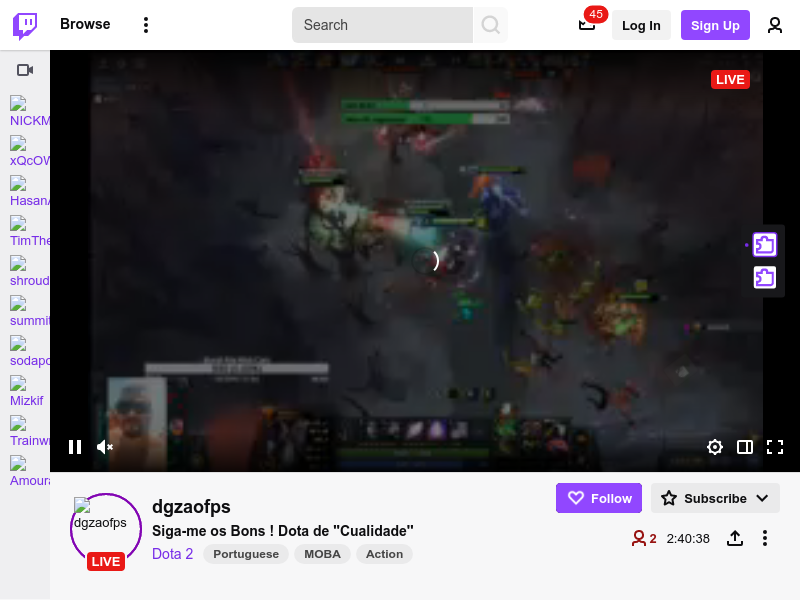 Browse
Search
45
Log In
Sign Up
LIVE
NICKM
xQcOW
HasanA
TimThe
shroud
summit
sodapo
Mizkif
Trainw
Amoura
dgzaofps
LIVE
dgzaofps
Siga-me os Bons ! Dota de "Cualidade"
Dota 2
Portuguese
MOBA
Action
Follow
Subscribe
2
2:40:38